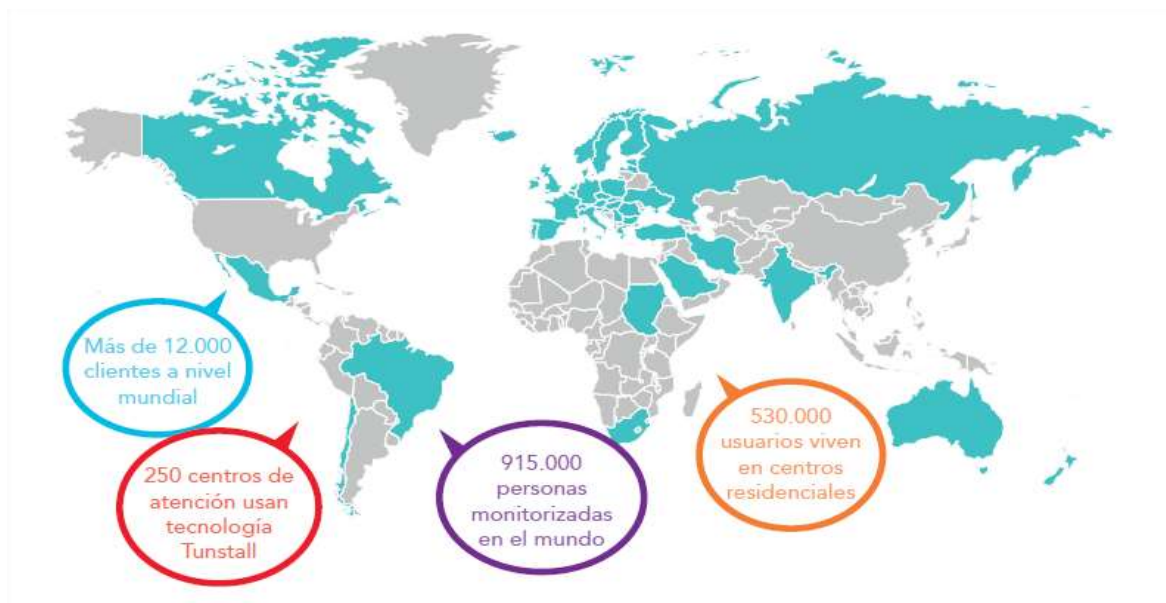 Más de 12.000
clientes a nivel
mundial
250 centros de
atención usan
tecnología
Tunstall
915.000
personas
monitorizadas
en el mundo
530.000
usuarios viven
en centros
residenciales